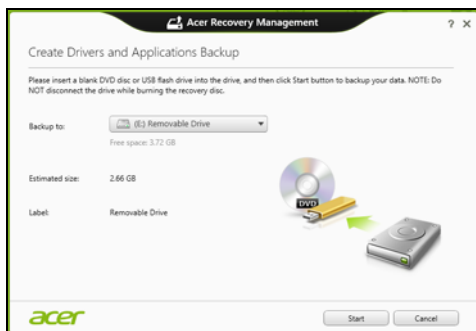 Acer Recovery Management
? X
Create Drivers and Applications Backup
Please insert a blank DVD disc or USB flash drive into the drive, and then click Start button to backup your data. NOTE: Do
NOT disconnect the drive while burning the recovery disc.
Backup to: (E:) Removable Drive
Free space: 3.72 GB
Estimated size: 2.66 GB
DVD
Label: Removable Drive
acer Start Cancel